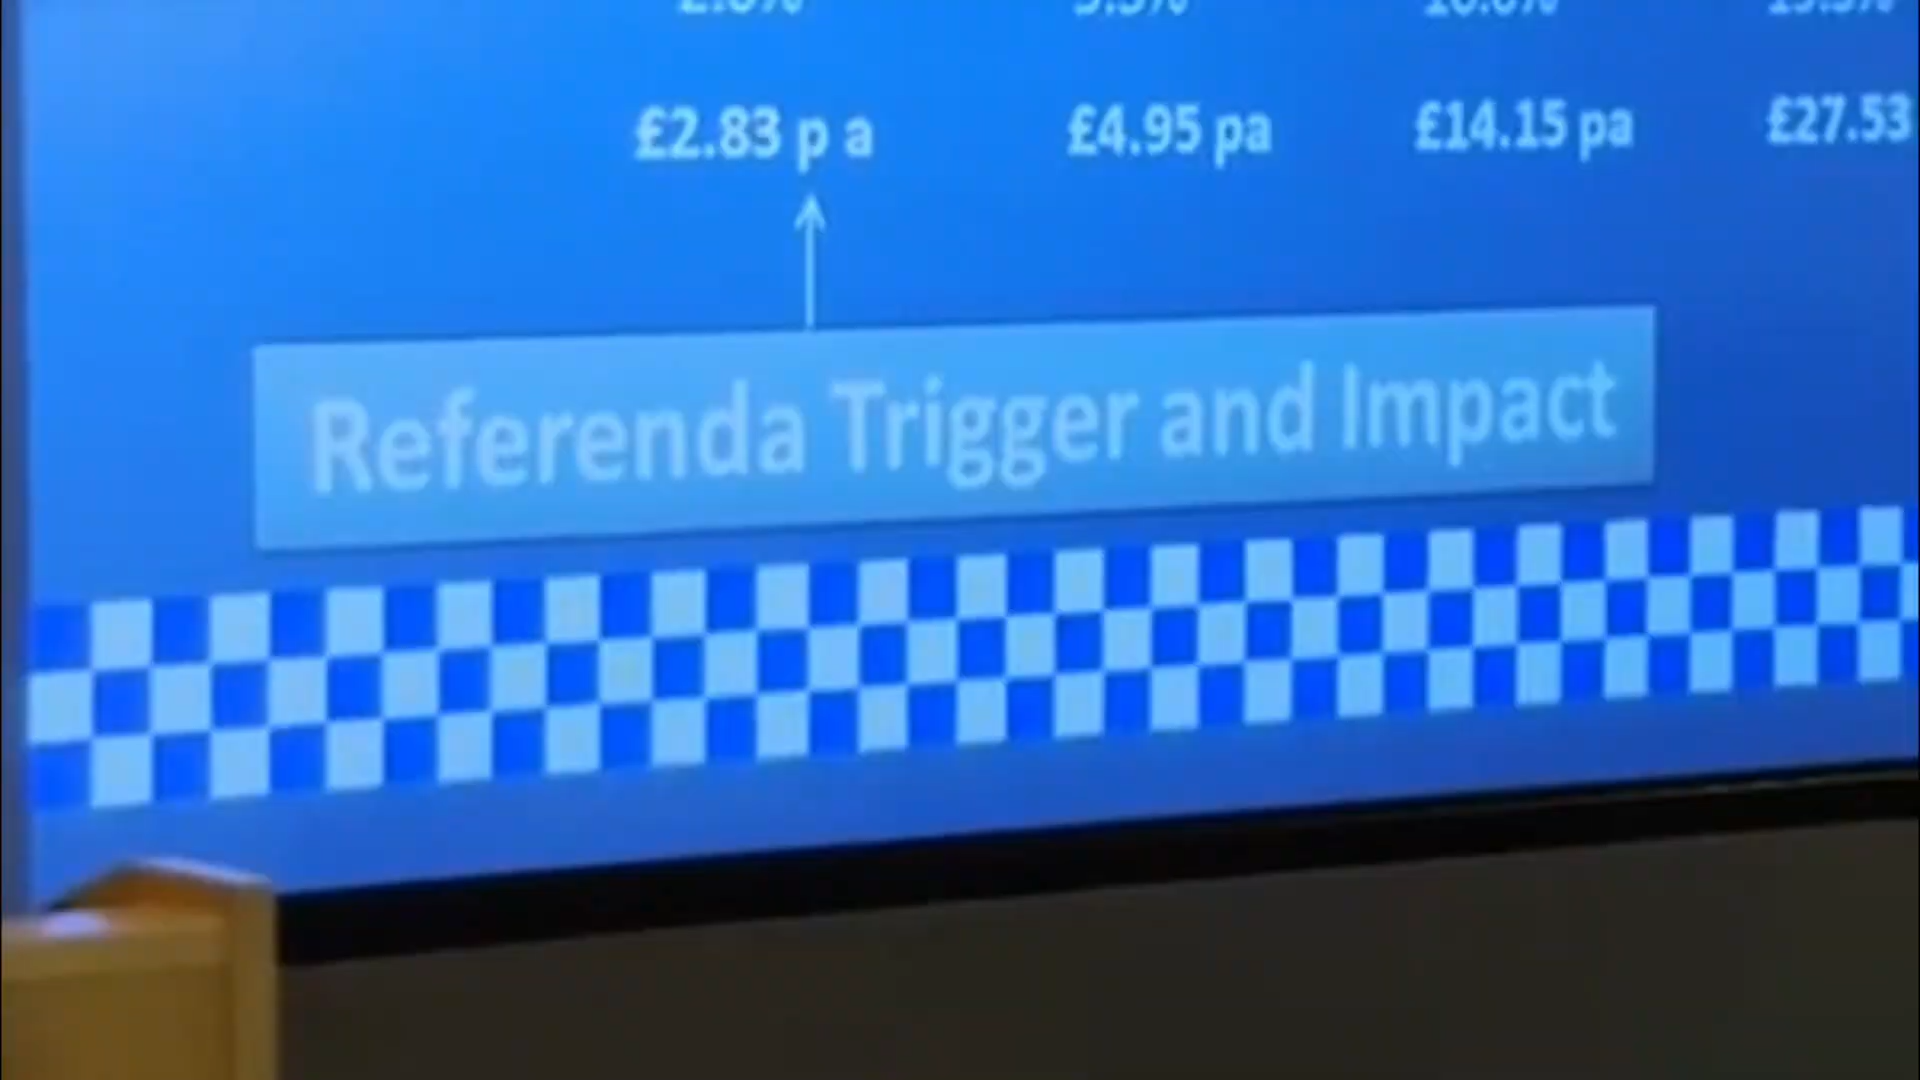 £2.83 p a £4.95 pa £14.15 pa £27.53
Referenda Trigger and Impact